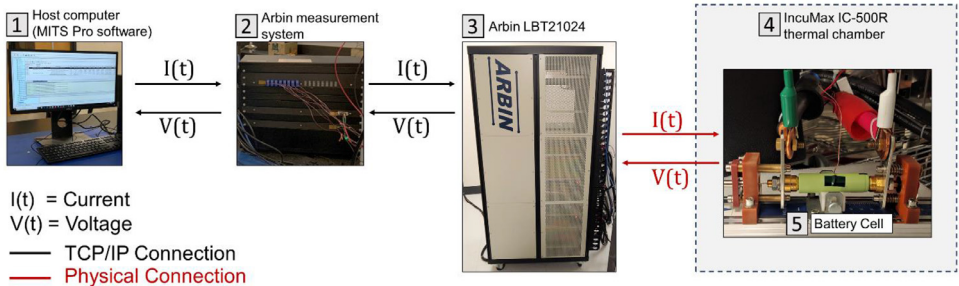 1 Host computer
(MITS Pro software)
2 Arbin measurement
system
3 Arbin LBT21024
4 IncuMax IC-500R
thermal chamber
I(t)
V(t)
I(t)
V(t)
I(t)
V(t)
ARBIN
5 Battery Cell
I(t) = Current
V(t) = Voltage
TCP/IP Connection
Physical Connection